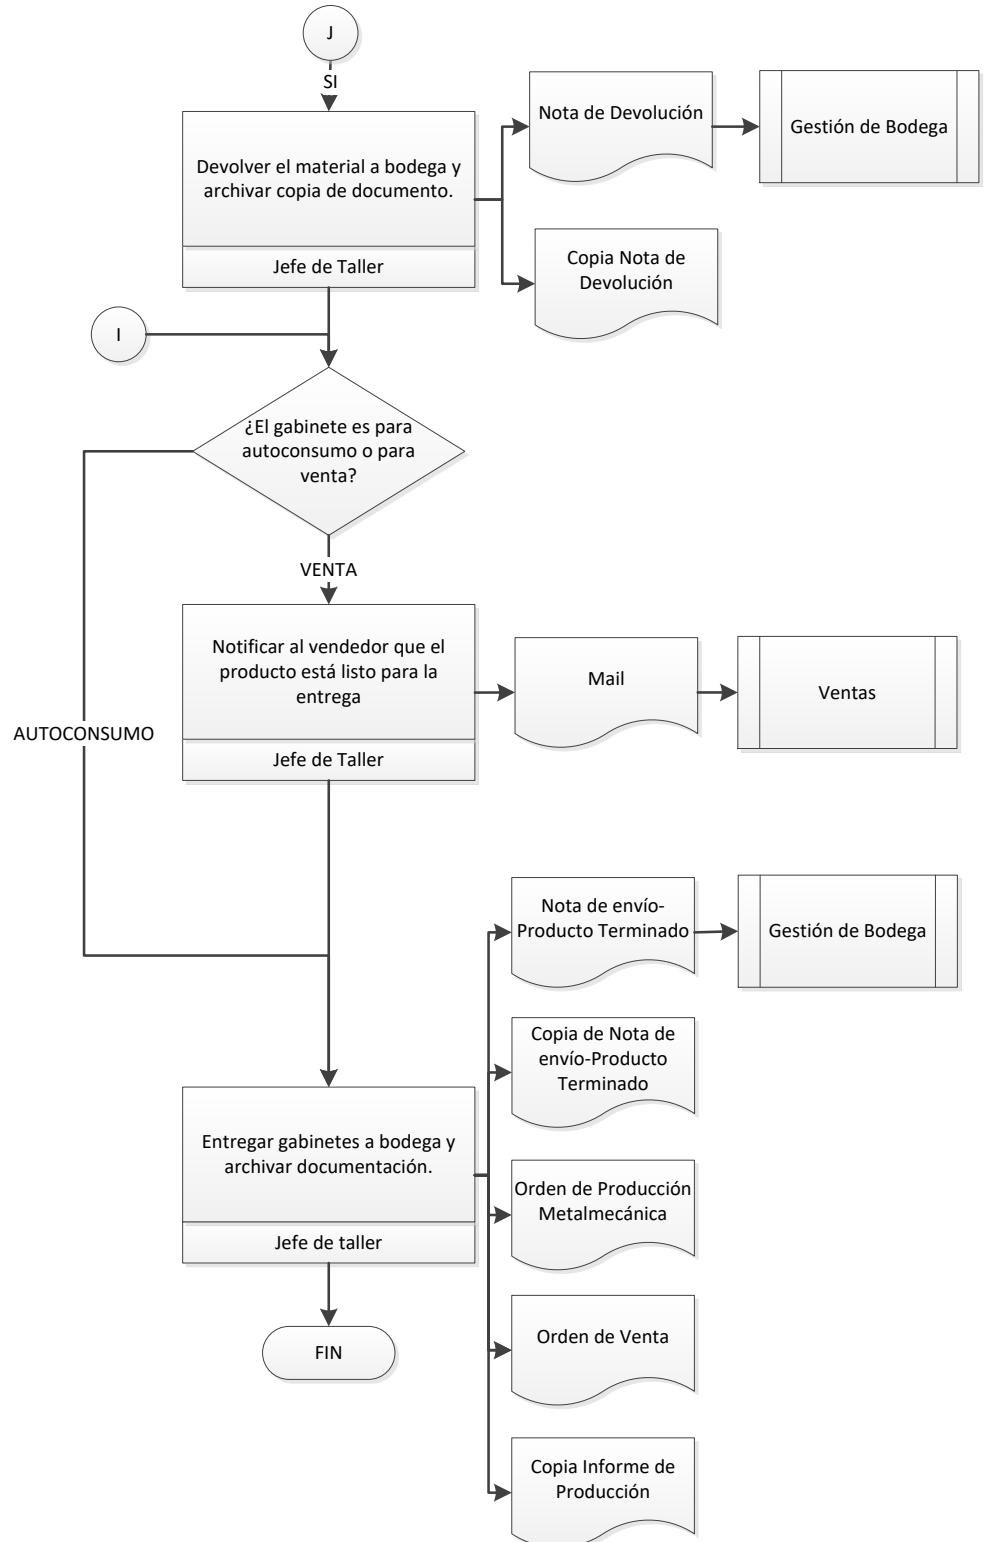 J
SI
Devolver el material a bodega y
archivar copia de documento.
Jefe de Taller
Nota de Devolución
Gestión de Bodega
Copia Nota de
Devolución
I
¿El gabinete es para
autoconsumo o para
venta?
VENTA
AUTOCONSUMO
Notificar al vendedor que el
producto está listo para la
entrega
Jefe de Taller
Mail
Ventas
Nota de envío-
Producto Terminado
Gestión de Bodega
Copia de Nota de
envío-Producto
Terminado
Entregar gabinetes a bodega y
archivar documentación.
Jefe de taller
Orden de Producción
Metalmecánica
FIN
Orden de Venta
Copia Informe de
Producción